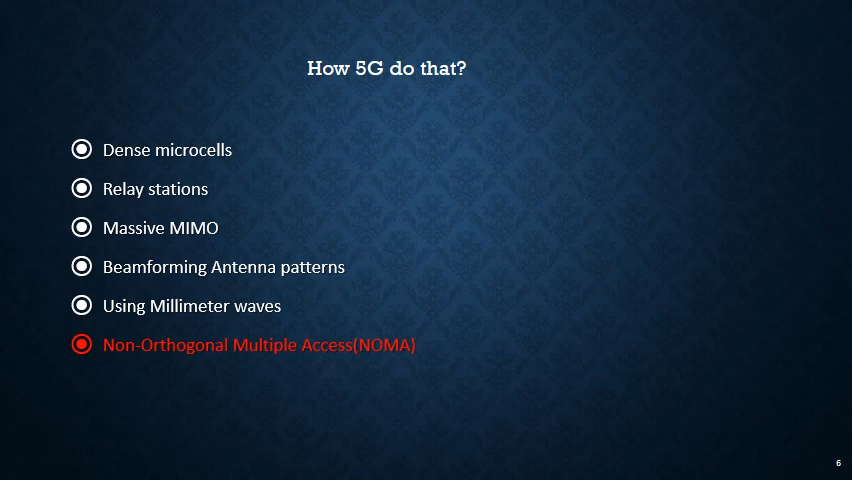 How 5G do that?
Dense microcells
Relay stations
Massive MIMO
Beamforming Antenna patterns
Using Millimeter waves
Non-Orthogonal Multiple Access(NOMA)
6